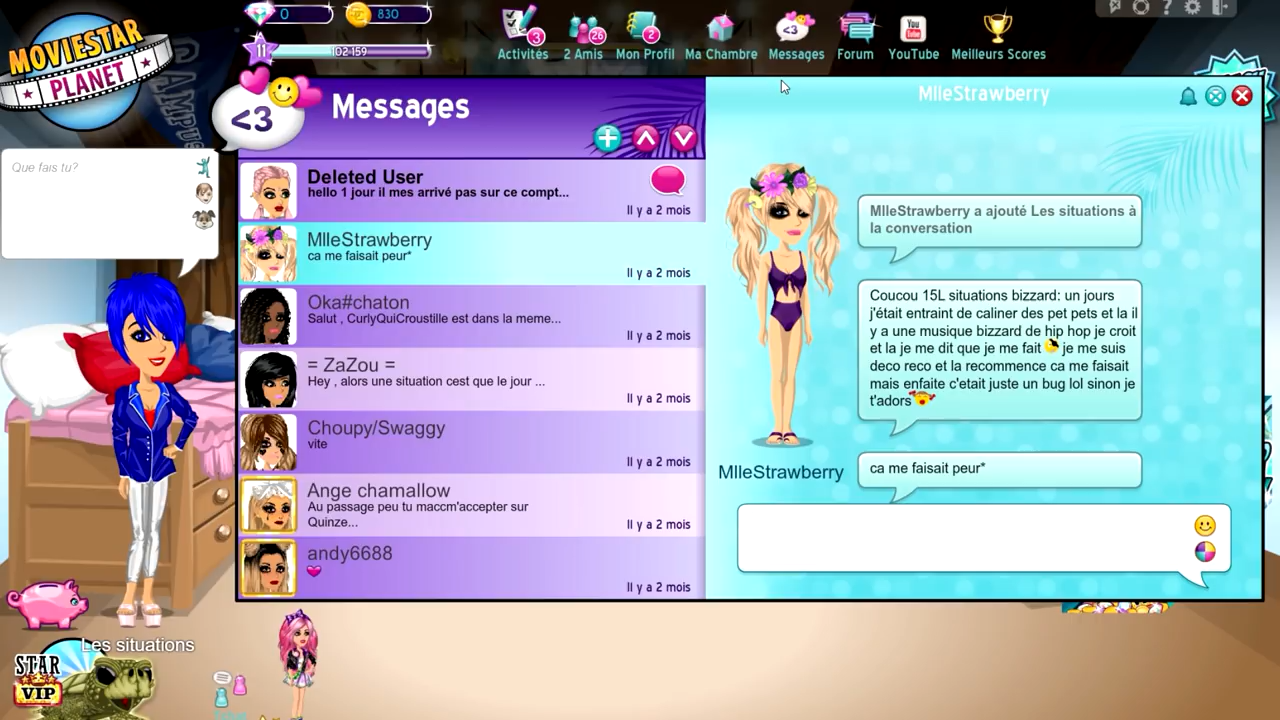 MOVIESTAR
PLANET
0
830
11
102 159
3
Activités
26
2 Amis
2
Mon Profil
Ma Chambre
<3
Messages
Forum
You
Tube
YouTube
Meilleurs Scores
Que fais tu?
<3
Messages
Deleted User
hello 1 jour il mes arrivé pas sur ce compt...
Il y a 2 mois
MlleStrawberry
ca me faisait peur*
Il y a 2 mois
Oka#chaton
Salut , CurlyQuiCroustille est dans la meme...
Il y a 2 mois
= ZaZou =
Hey , alors une situation cest que le jour ...
Il y a 2 mois
Choupy/Swaggy
vite
Il y a 2 mois
Ange chamallow
Au passage peu tu maccm'accepter sur
Quinze...
Il y a 2 mois
andy6688
Il y a 2 mois
MlleStrawberry
MlleStrawberry a ajouté Les situations à
la conversation
Coucou 15L situations bizzard: un jours
j'était entraint de caliner des pet pets et la il
y a une musique bizzard de hip hop je croit
et la je me dit que je me fait je me suis
deco reco et la recommence ca me faisait
mais enfaite c'etait juste un bug lol sinon je
t'adors
MlleStrawberry
ca me faisait peur*
Les situations
STAR
VIP